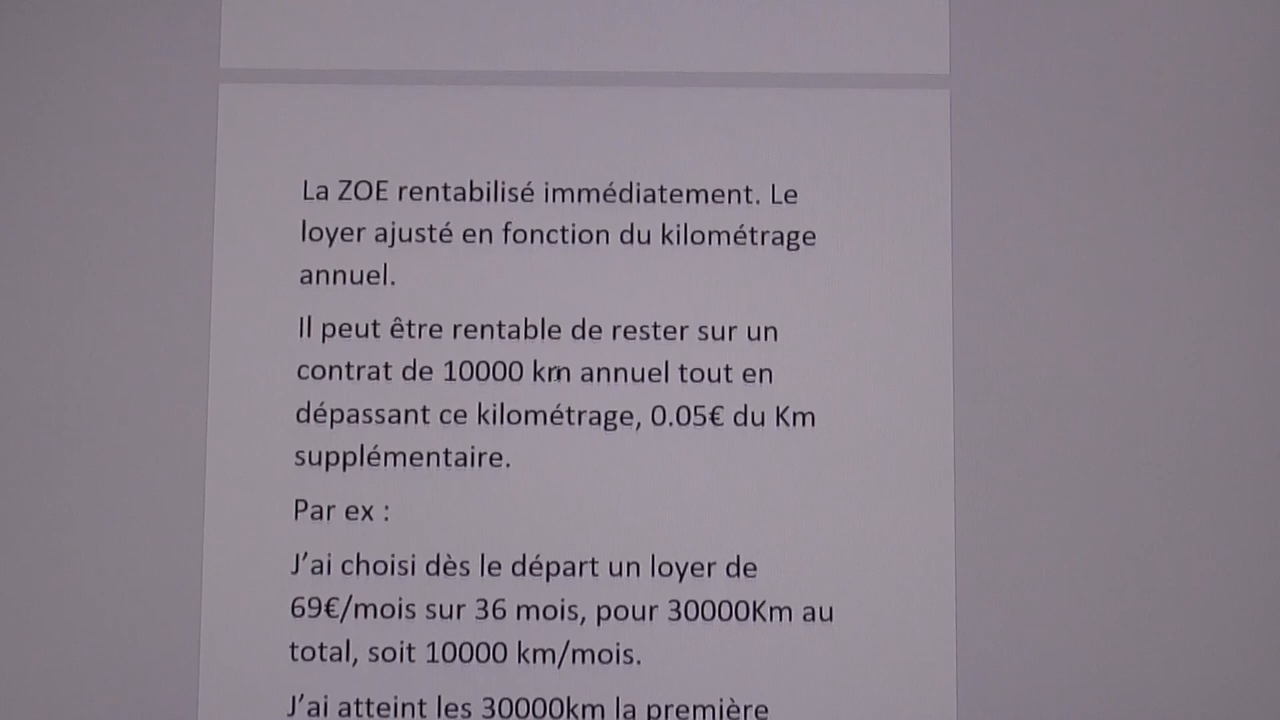 La ZOE rentabilisé immédiatement. Le
loyer ajusté en fonction du kilométrage
annuel.
Il peut être rentable de rester sur un
contrat de 10000 km annuel tout en
dépassant ce kilométrage, 0.05€ du Km
supplémentaire.
Par ex :
J’ai choisi dès le départ un loyer de
69€/mois sur 36 mois, pour 30000Km au
total, soit 10000 km/mois.
J’ai atteint les 30000km la première